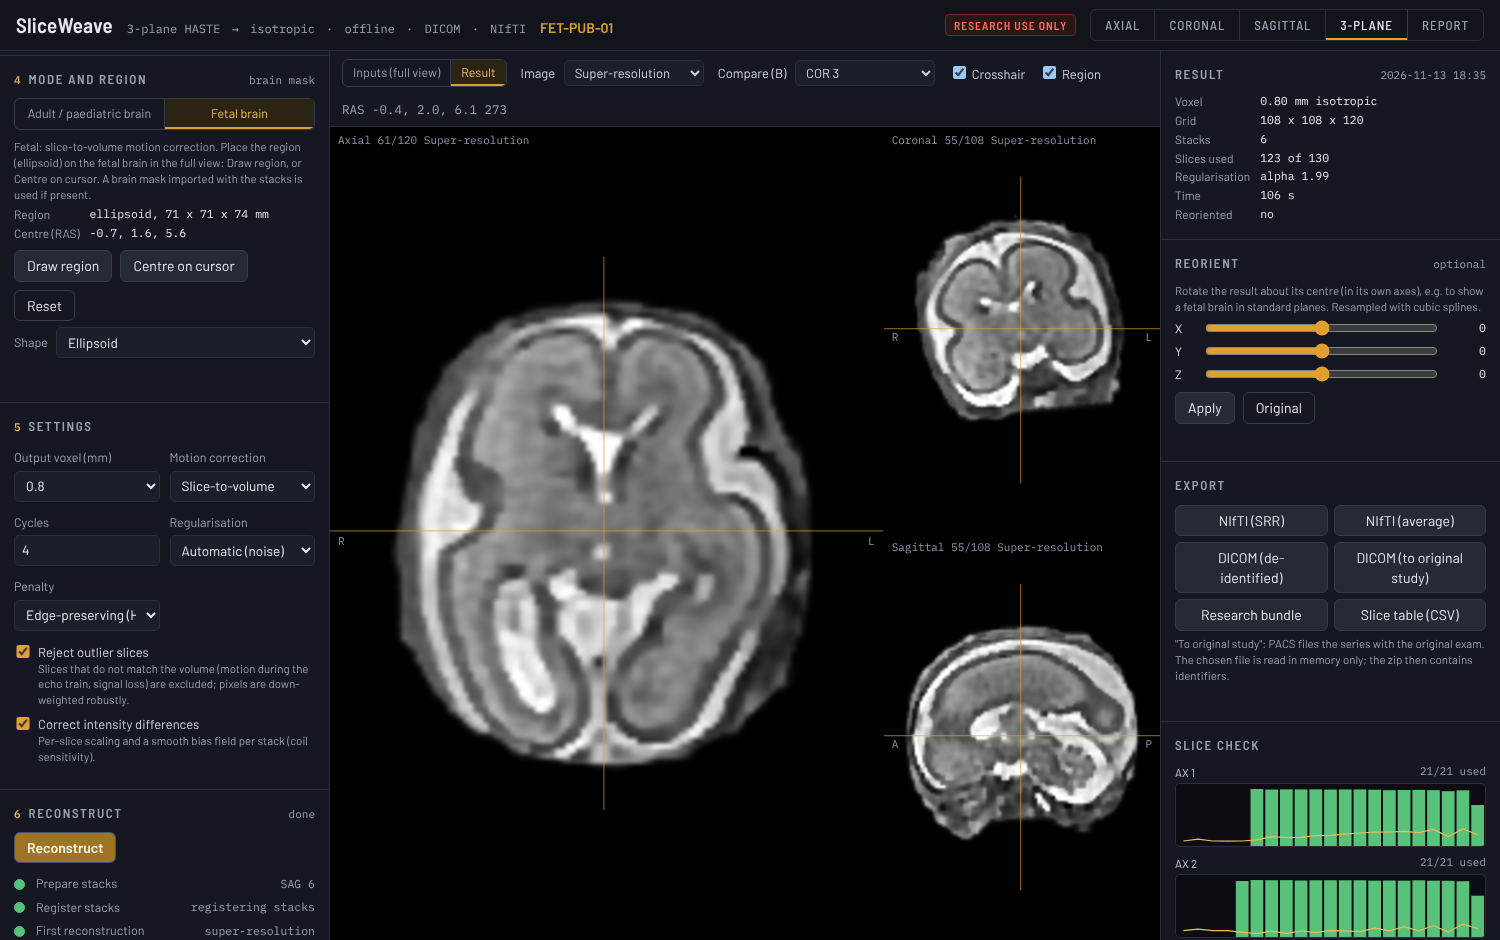 SliceWeave 3-plane HASTE → isotropic · offline · DICOM · NIfTI FET-PUB-01
RESEARCH USE ONLY
AXIAL CORONAL SAGITTAL 3-PLANE REPORT
4 MODE AND REGION brain mask
Adult / paediatric brain Fetal brain
Fetal: slice-to-volume motion correction. Place the region
(ellipsoid) on the fetal brain in the full view: Draw region, or
Centre on cursor. A brain mask imported with the stacks is
used if present.
Region ellipsoid, 71 x 71 x 74 mm
Centre (RAS) -0.7, 1.6, 5.6
Draw region Centre on cursor
Reset
Shape Ellipsoid
5 SETTINGS
Output voxel (mm) Motion correction
0.8 Slice-to-volume
Cycles Regularisation
4 Automatic (noise)
Penalty
Edge-preserving (H
Reject outlier slices
Slices that do not match the volume (motion during the
echo train, signal loss) are excluded; pixels are down-
weighted robustly.
Correct intensity differences
Per-slice scaling and a smooth bias field per stack (coil
sensitivity).
6 RECONSTRUCT done
Reconstruct
Prepare stacks SAG 6
Register stacks registering stacks
First reconstruction super-resolution
Inputs (full view) Result Image Super-resolution Compare (B) COR 3 Crosshair Region
RAS -0.4, 2.0, 6.1 273
Axial 61/120 Super-resolution
R L
Coronal 55/108 Super-resolution
R L
Sagittal 55/108 Super-resolution
A P
RESULT 2026-11-13 18:35
Voxel 0.80 mm isotropic
Grid 108 x 108 x 120
Stacks 6
Slices used 123 of 130
Regularisation alpha 1.99
Time 106 s
Reoriented no
REORIENT optional
Rotate the result about its centre (in its own axes), e.g. to show
a fetal brain in standard planes. Resampled with cubic splines.
X 0
Y 0
Z 0
Apply Original
EXPORT
NIfTI (SRR) NIfTI (average)
DICOM (de-
identified)
DICOM (to original
study)
Research bundle Slice table (CSV)
"To original study": PACS files the series with the original exam.
The chosen file is read in memory only; the zip then contains
identifiers.
SLICE CHECK
AX 1 21/21 used
AX 2 21/21 used